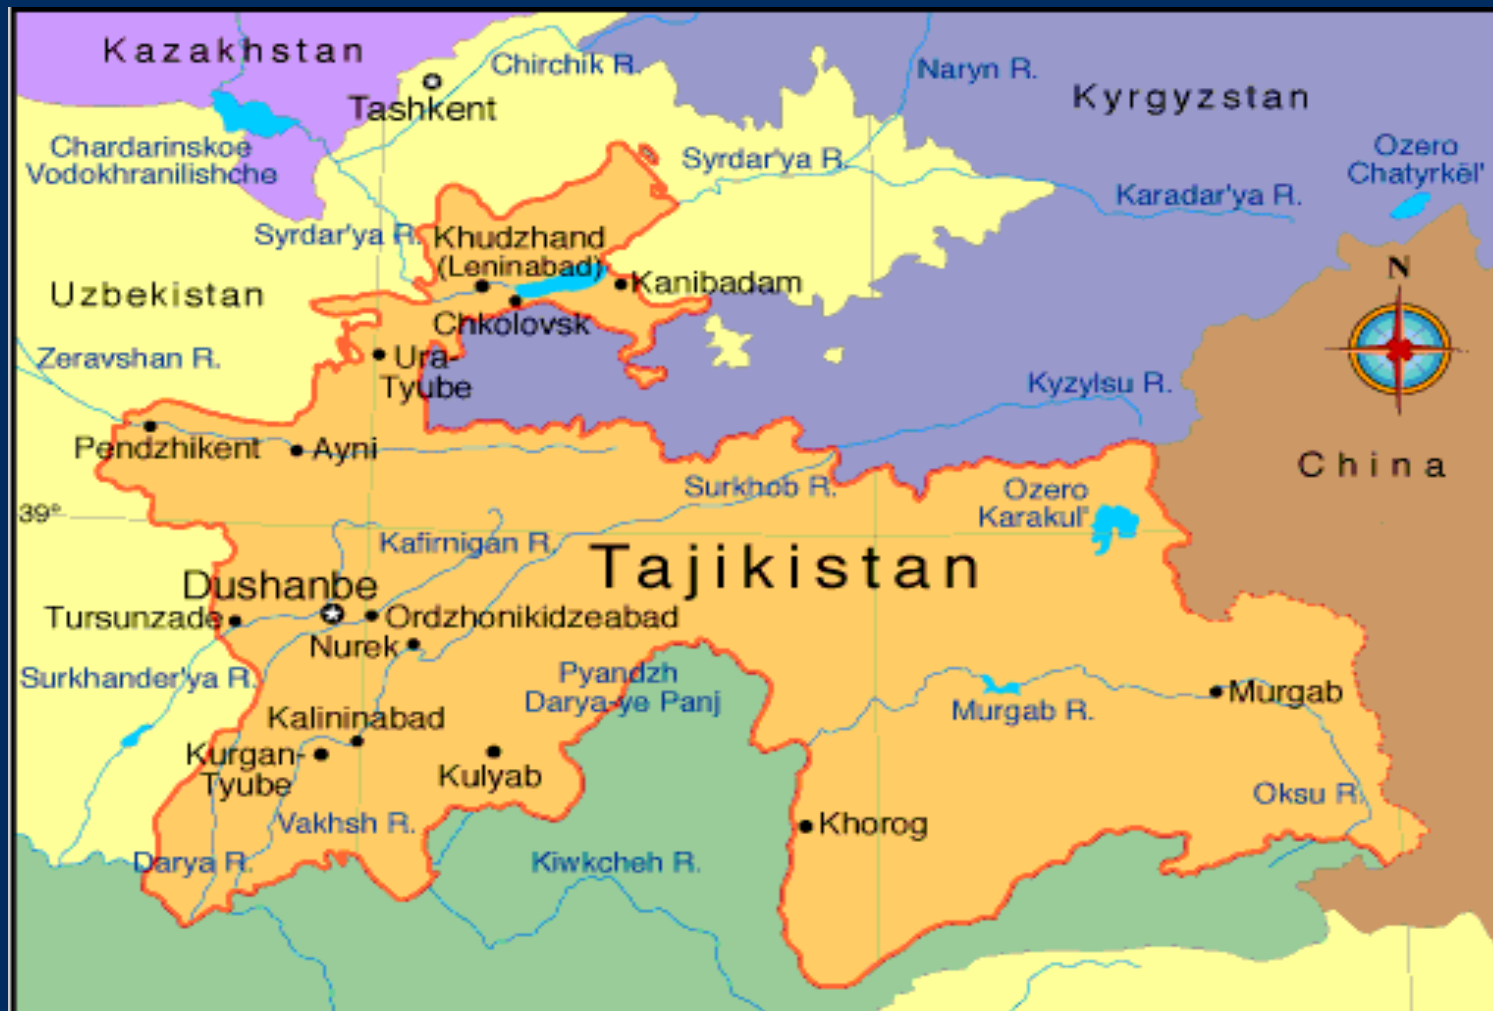 Kazakhstan
Chirchik R.
Naryn R.
Kyrgyzstan
Tashkent
Chardarinskoe
Vodokhranilishche
Syrdar'ya R.
Ozero
Chatyrkël'
Karadar'ya R.
Syrdar'ya R.
Khudzhand
(Leninabad)
Kanibadam
N
Uzbekistan
Chkolovsk
Zeravshan R.
Ura-
Tyube
Kyzylsu R.
Pendzhikent
Ayni
China
Surkhob R.
Ozero
Karakul'
39°
Kafirnigan R.
Tajikistan
Dushanbe
Tursunzade
Ordzhonikidzeabad
Nurek
Surkhander'ya R.
Pyandzh
Darya-ye Panj
Murgab R.
Murgab
Kalininabad
Kurgan-
Tyube
Kulyab
Oksu R.
Vakhsh R.
Khorog
Darya R.
Kiwkcheh R.